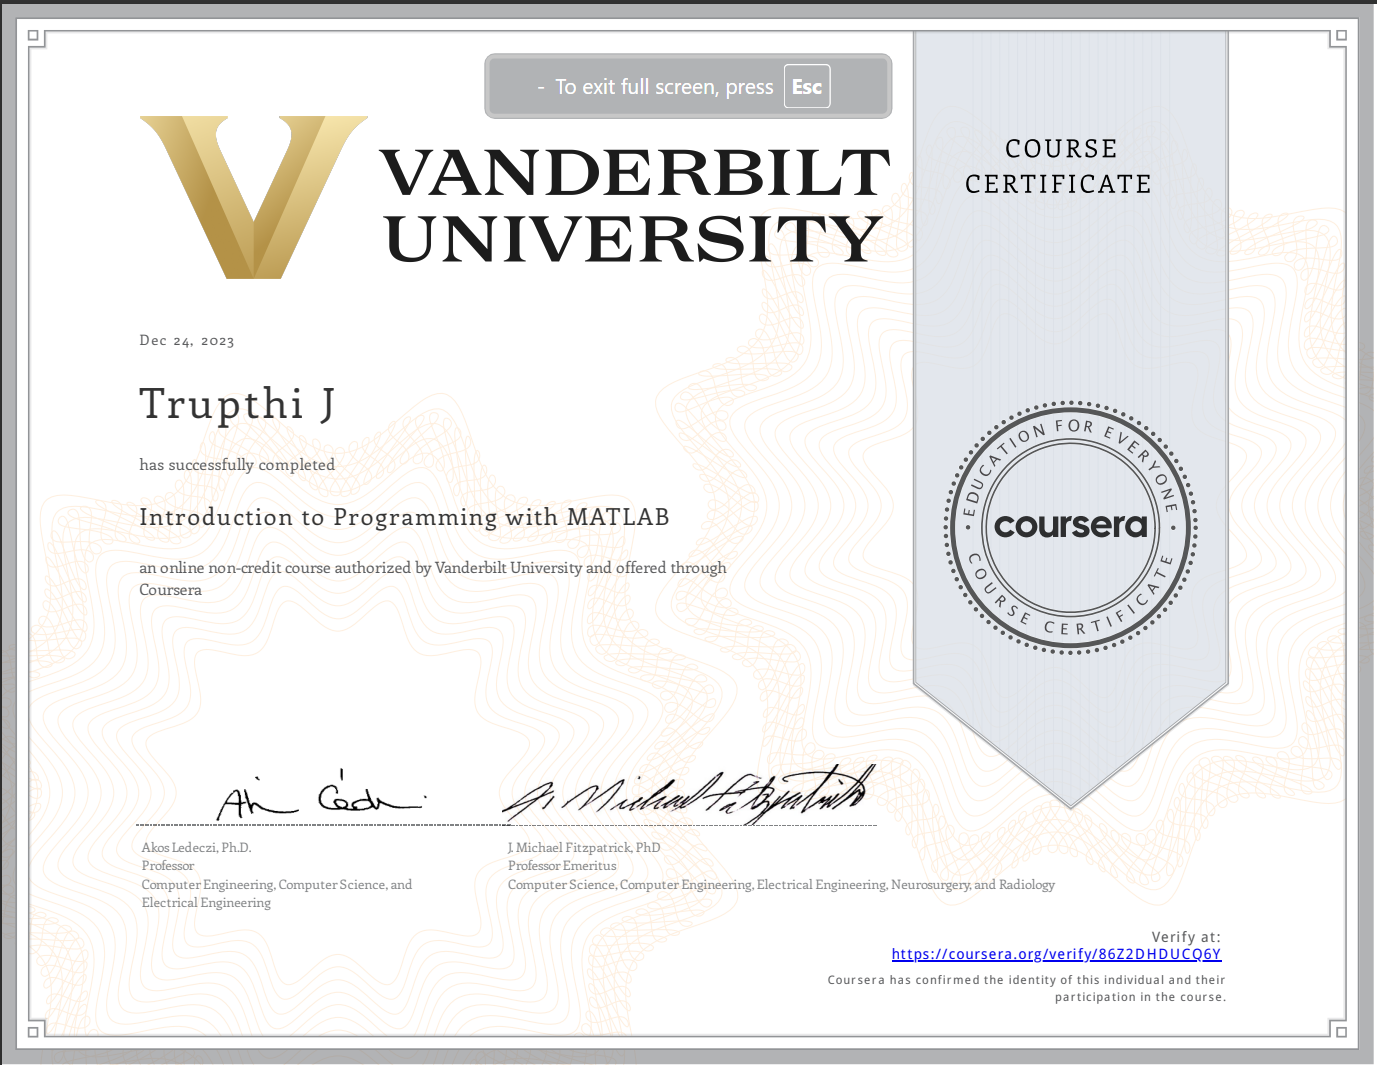 - To exit full screen, press Esc
VANDERBILT
UNIVERSITY
COURSE
CERTIFICATE
Dec 24, 2023
Trupthi J
has successfully completed
Introduction to Programming with MATLAB
an online non-credit course authorized by Vanderbilt University and offered through
Coursera
EDUCATION FOR EVERYONE
coursera
COURSE CERTIFICATE
Akos Ledeczi, Ph.D.
Professor
Computer Engineering, Computer Science, and
Electrical Engineering
J. Michael Fitzpatrick
J. Michael Fitzpatrick, PhD
Professor Emeritus
Computer Science, Computer Engineering, Electrical Engineering, Neurosurgery, and Radiology
Verify at:
https://coursera.org/verify/86Z2DHDUCQ6Y
Coursera has confirmed the identity of this individual and their
participation in the course.